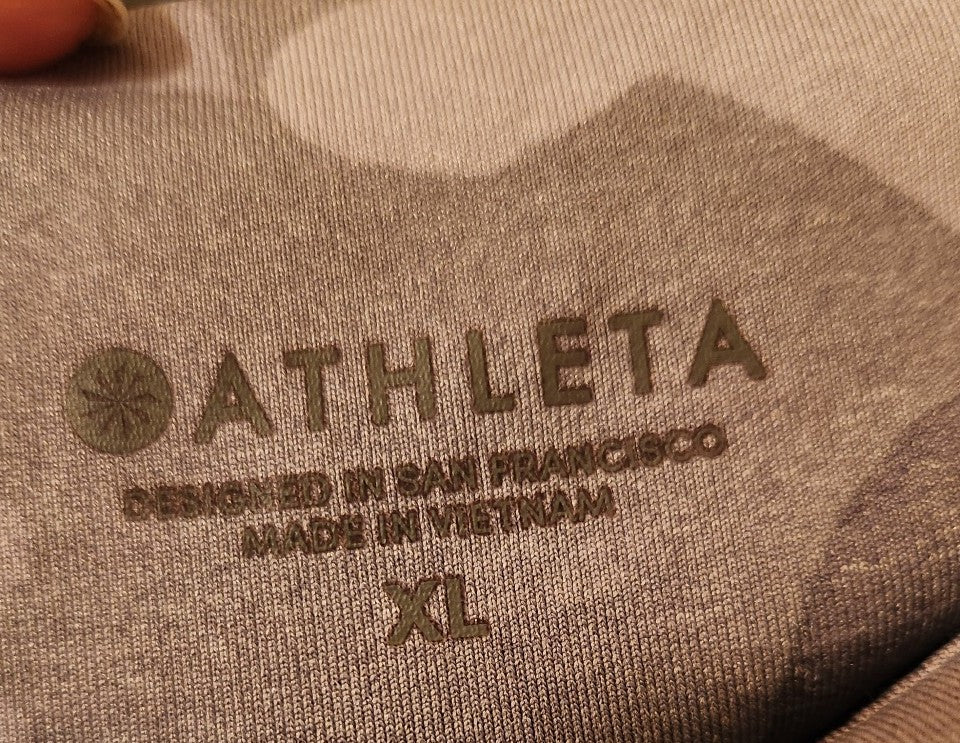 ATHLETA
DESIGNED IN SAN FRANCISCO
MADE IN VIETNAM
XL